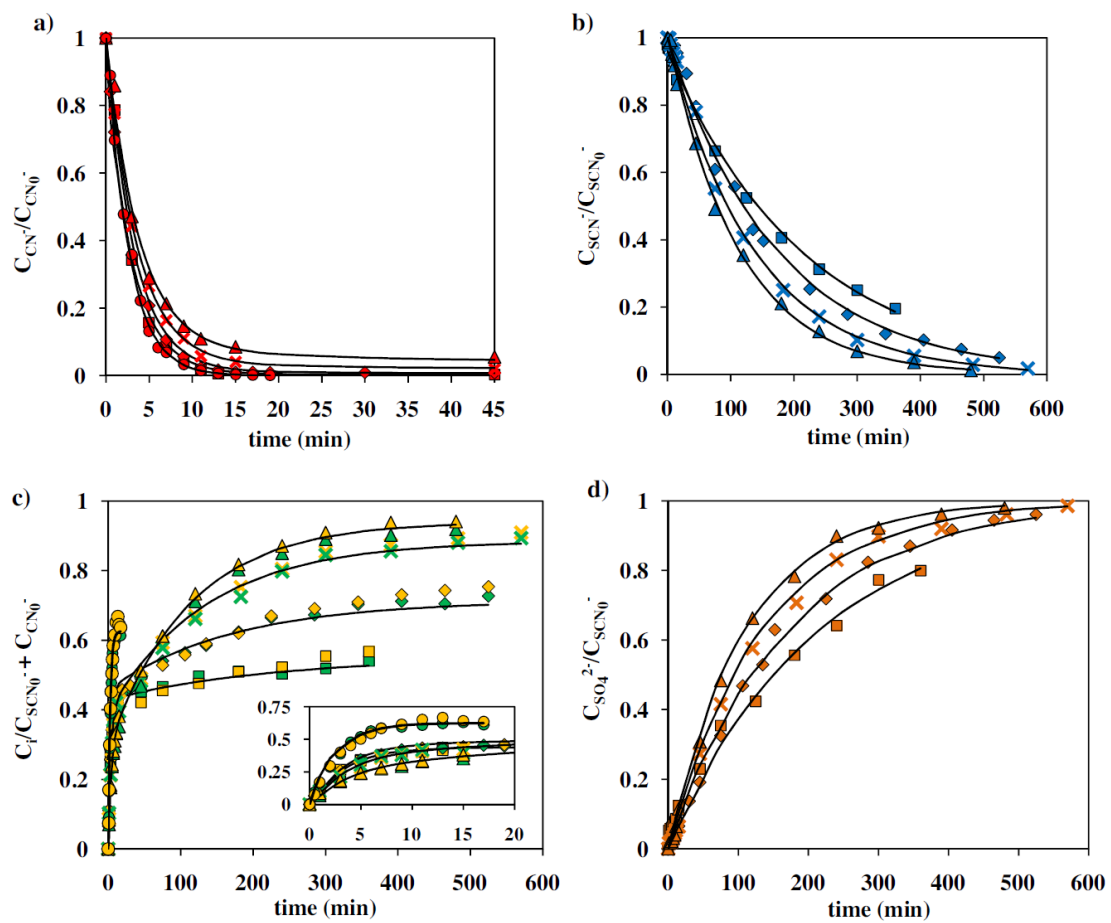 a)
1
0.8
0.6
0.4
0.2
0
0 5 10 15 20 25 30 35 40 45
time (min)
C_CN⁻/C_CN₀⁻
b)
1
0.8
0.6
0.4
0.2
0
0 100 200 300 400 500 600
time (min)
C_SCN⁻/C_SCN₀⁻
c)
1
0.8
0.6
0.4
0.2
0
0 100 200 300 400 500 600
time (min)
C_i/C_SCN₀⁻ + C_CN₀⁻
0.75
0.5
0.25
0
0 5 10 15 20
d)
1
0.8
0.6
0.4
0.2
0
0 100 200 300 400 500 600
time (min)
C_SO₄²⁻/C_SCN₀⁻